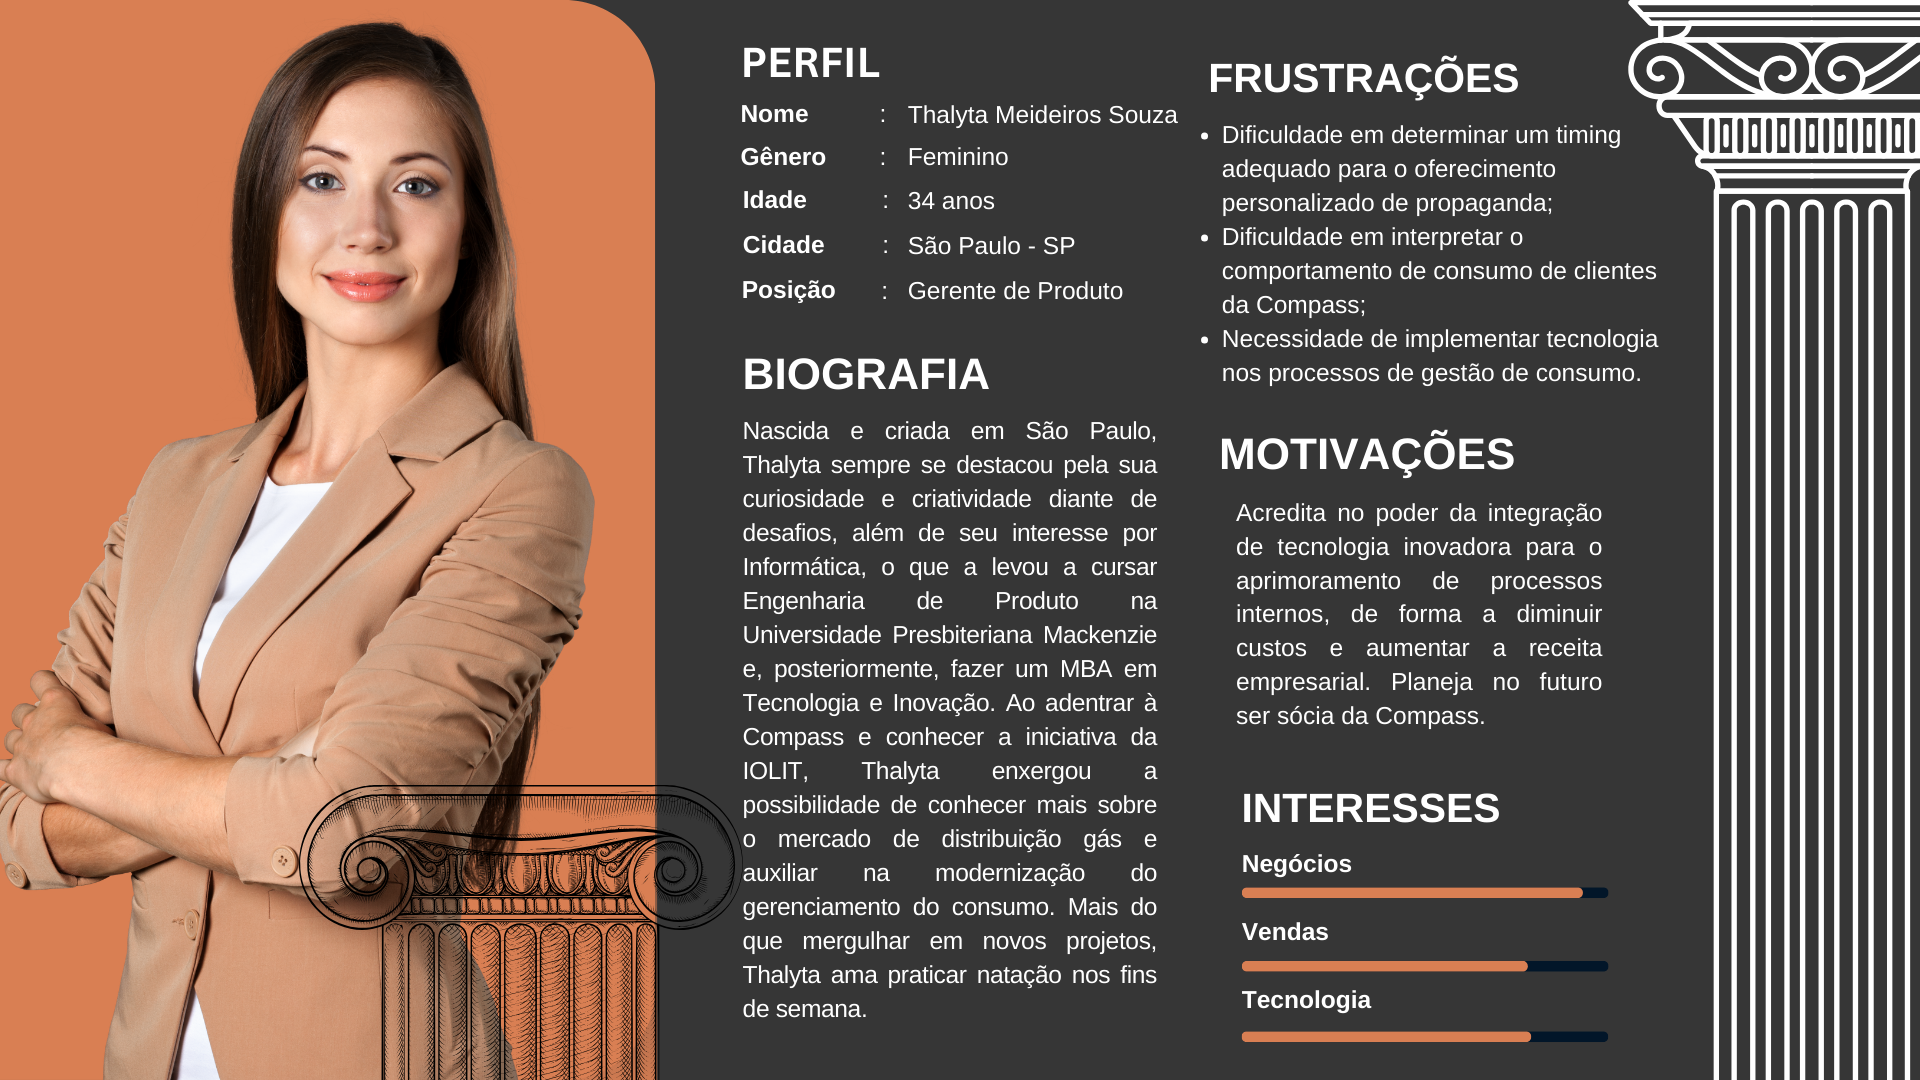 PERFIL
Nome : Thalyta Meideiros Souza
Gênero : Feminino
Idade : 34 anos
Cidade : São Paulo - SP
Posição : Gerente de Produto
BIOGRAFIA
Nascida e criada em São Paulo,
Thalyta sempre se destacou pela sua
curiosidade e criatividade diante de
desafios, além de seu interesse por
Informática, o que a levou a cursar
Engenharia de Produto na
Universidade Presbiteriana Mackenzie
e, posteriormente, fazer um MBA em
Tecnologia e Inovação. Ao adentrar à
Compass e conhecer a iniciativa da
IOLIT, Thalyta enxergou a
possibilidade de conhecer mais sobre
o mercado de distribuição gás e
auxiliar na modernização do
gerenciamento do consumo. Mais do
que mergulhar em novos projetos,
Thalyta ama praticar natação nos fins
de semana.
FRUSTRAÇÕES
• Dificuldade em determinar um timing
adequado para o oferecimento
personalizado de propaganda;
• Dificuldade em interpretar o
comportamento de consumo de clientes
da Compass;
• Necessidade de implementar tecnologia
nos processos de gestão de consumo.
MOTIVAÇÕES
Acredita no poder da integração
de tecnologia inovadora para o
aprimoramento de processos
internos, de forma a diminuir
custos e aumentar a receita
empresarial. Planeja no futuro
ser sócia da Compass.
INTERESSES
Negócios
Vendas
Tecnologia